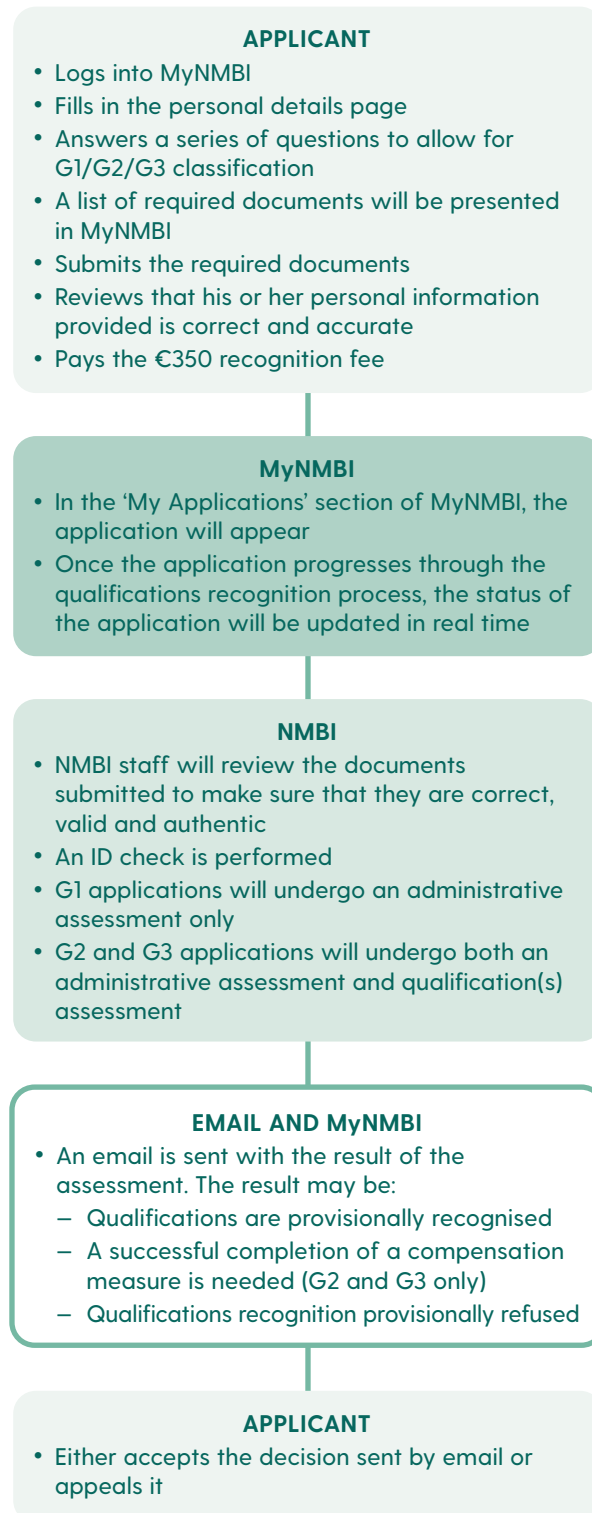 APPLICANT
• Logs into MyNMBI
• Fills in the personal details page
• Answers a series of questions to allow for
G1/G2/G3 classification
• A list of required documents will be presented
in MyNMBI
• Submits the required documents
• Reviews that his or her personal information
provided is correct and accurate
• Pays the €350 recognition fee
MyNMBI
• In the ‘My Applications’ section of MyNMBI, the
application will appear
• Once the application progresses through the
qualifications recognition process, the status of
the application will be updated in real time
NMBI
• NMBI staff will review the documents
submitted to make sure that they are correct,
valid and authentic
• An ID check is performed
• G1 applications will undergo an administrative
assessment only
• G2 and G3 applications will undergo both an
administrative assessment and qualification(s)
assessment
EMAIL AND MyNMBI
• An email is sent with the result of the
assessment. The result may be:
– Qualifications are provisionally recognised
– A successful completion of a compensation
measure is needed (G2 and G3 only)
– Qualifications recognition provisionally refused
APPLICANT
• Either accepts the decision sent by email or
appeals it